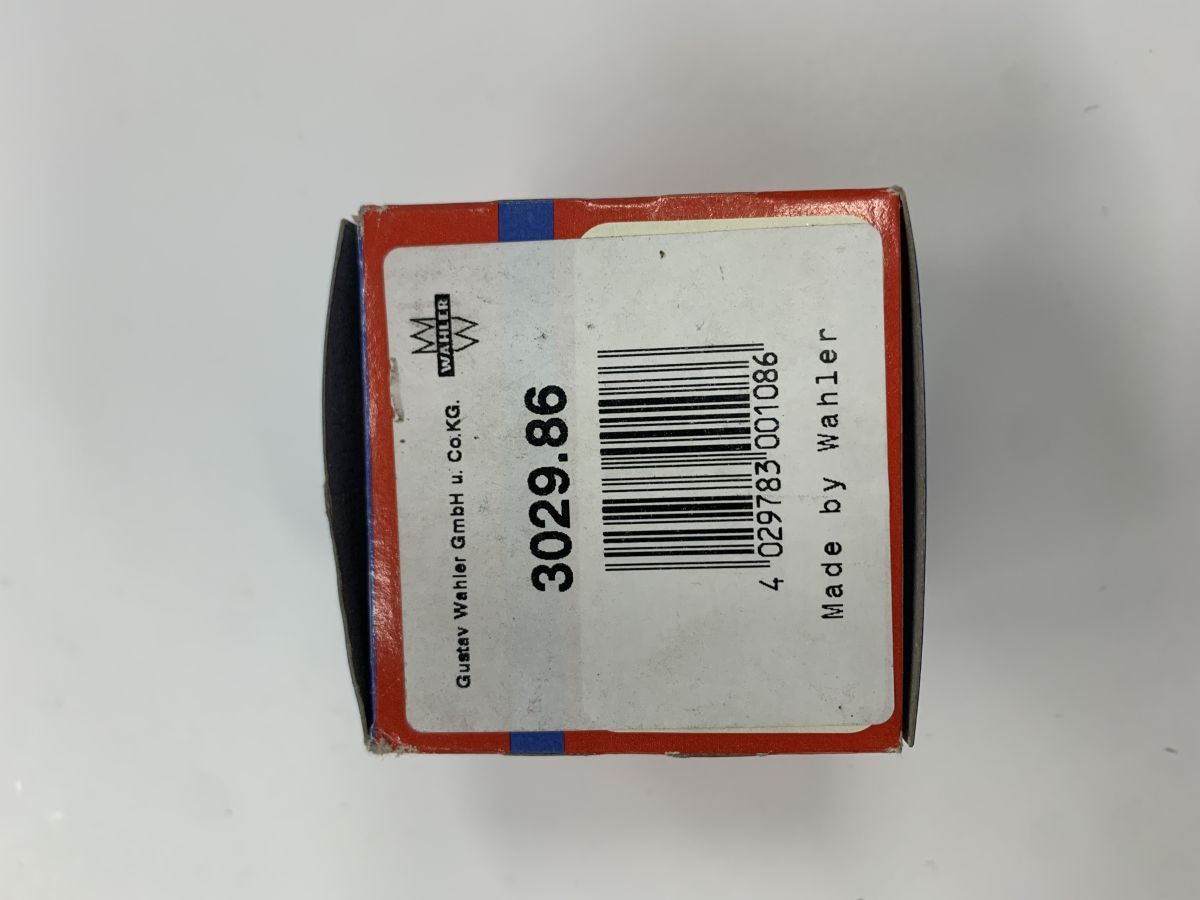 Gustav Wahler GmbH u. Co.KG.
WAHLER
3029.86
4 029783 001086
Made by Wahler